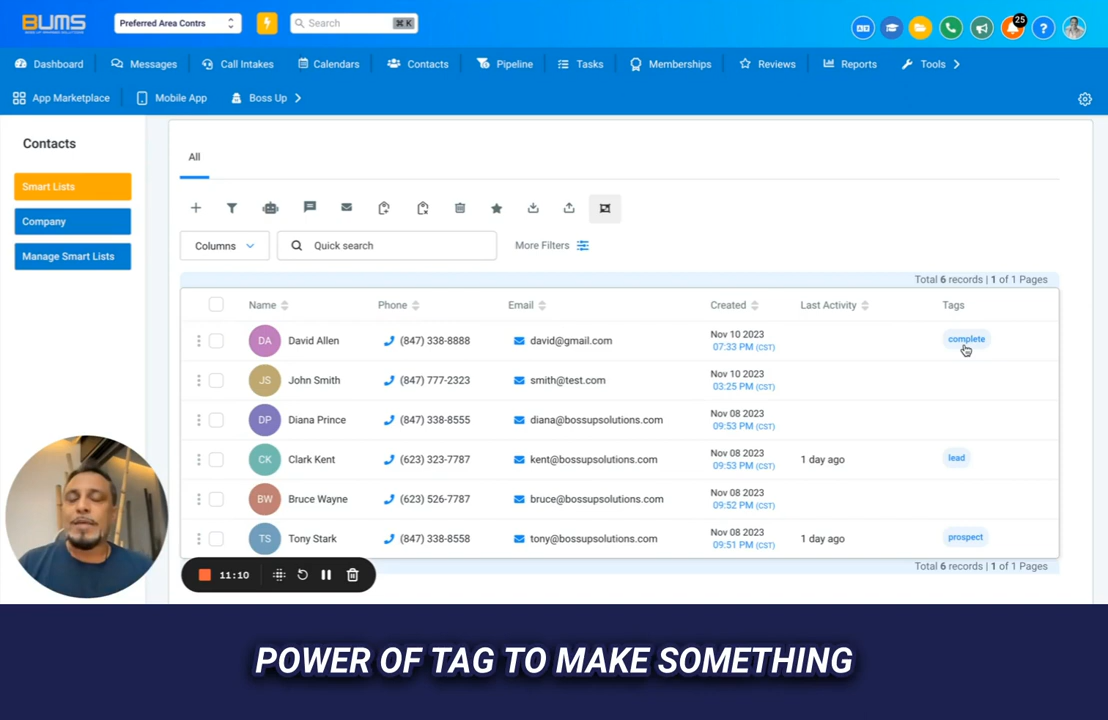 BUMS
BOSS UP MANAGED SOLUTIONS
Preferred Area Contrs
Search
⌘ K
25
Dashboard
Messages
Call Intakes
Calendars
Contacts
Pipeline
Tasks
Memberships
Reviews
Reports
Tools
App Marketplace
Mobile App
Boss Up
Contacts
Smart Lists
Company
Manage Smart Lists
All
Columns
Quick search
More Filters
Total 6 records | 1 of 1 Pages
Name Phone Email Created Last Activity Tags
DA David Allen (847) 338-8888 david@gmail.com Nov 10 2023 complete
07:33 PM (CST)
JS John Smith (847) 777-2323 smith@test.com Nov 10 2023
03:25 PM (CST)
DP Diana Prince (847) 338-8555 diana@bossupsolutions.com Nov 08 2023
09:53 PM (CST)
CK Clark Kent (623) 323-7787 kent@bossupsolutions.com Nov 08 2023 1 day ago lead
09:53 PM (CST)
BW Bruce Wayne (623) 526-7787 bruce@bossupsolutions.com Nov 08 2023
09:52 PM (CST)
TS Tony Stark (847) 338-8558 tony@bossupsolutions.com Nov 08 2023 1 day ago prospect
09:51 PM (CST)
Total 6 records | 1 of 1 Pages
11:10
POWER OF TAG TO MAKE SOMETHING